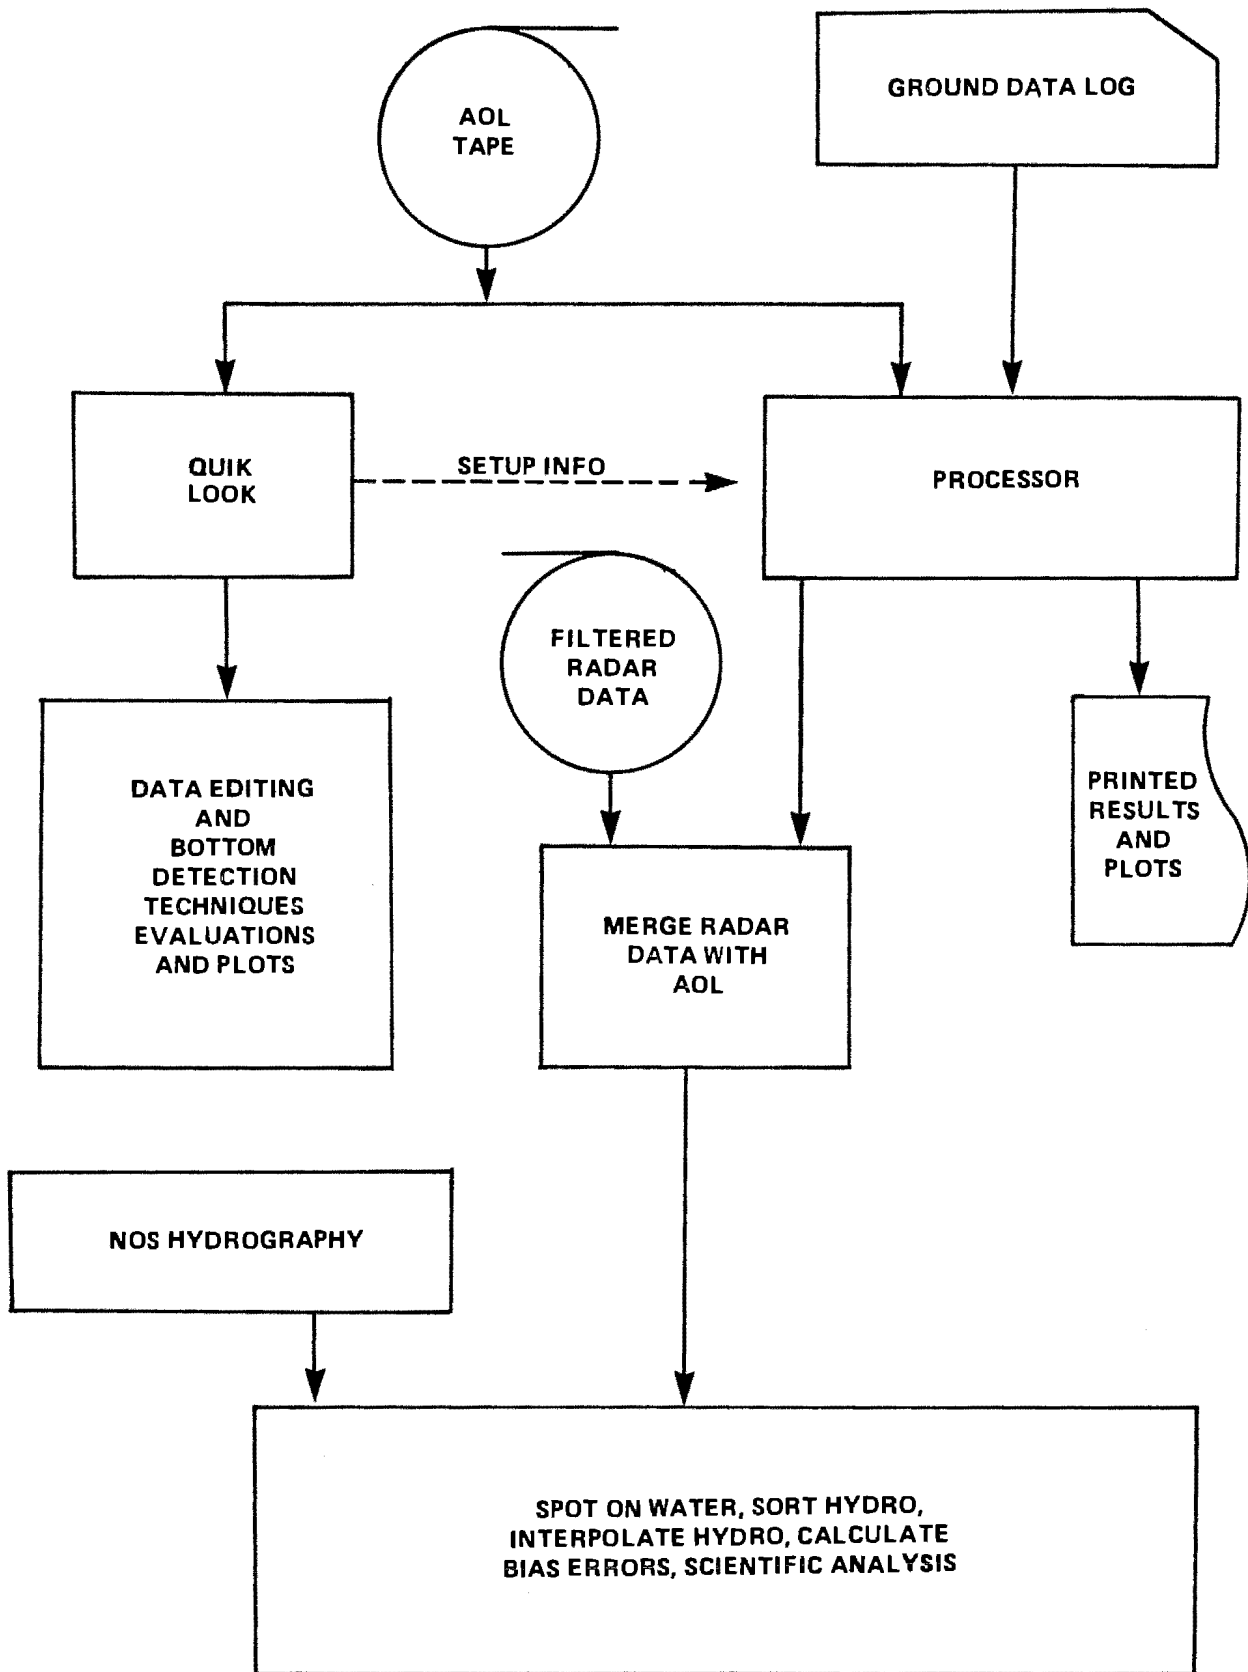 AOL
TAPE
GROUND DATA LOG
QUIK
LOOK
SETUP INFO
PROCESSOR
FILTERED
RADAR
DATA
DATA EDITING
AND
BOTTOM
DETECTION
TECHNIQUES
EVALUATIONS
AND PLOTS
PRINTED
RESULTS
AND
PLOTS
MERGE RADAR
DATA WITH
AOL
NOS HYDROGRAPHY
SPOT ON WATER, SORT HYDRO,
INTERPOLATE HYDRO, CALCULATE
BIAS ERRORS, SCIENTIFIC ANALYSIS